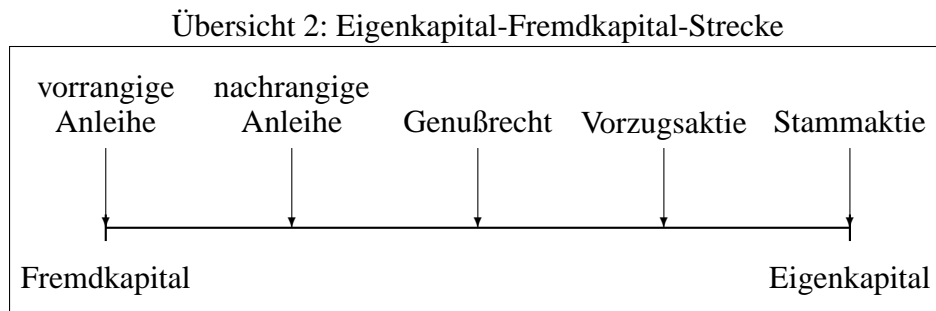 Übersicht 2: Eigenkapital-Fremdkapital-Strecke
vorrangige nachrangige
Anleihe Anleihe Genußrecht Vorzugsaktie Stammaktie
Fremdkapital Eigenkapital